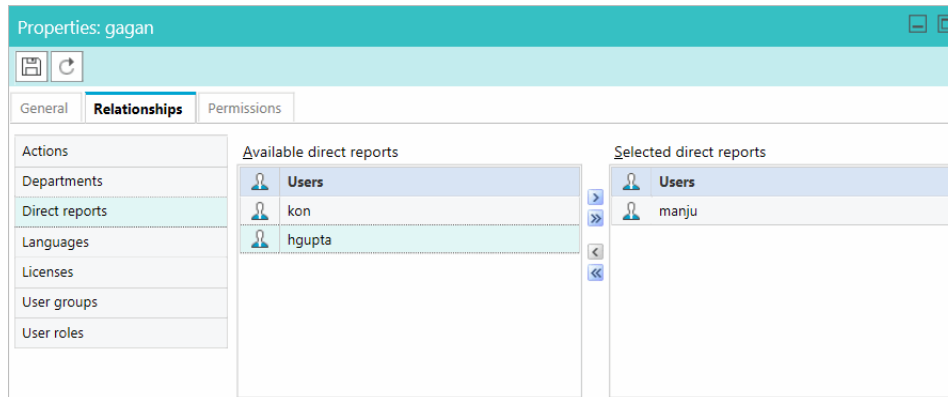 Properties: gagan
General Relationships Permissions
Actions
Departments
Direct reports
Languages
Licenses
User groups
User roles
Available direct reports
Users
kon
hgupta
Selected direct reports
Users
manju